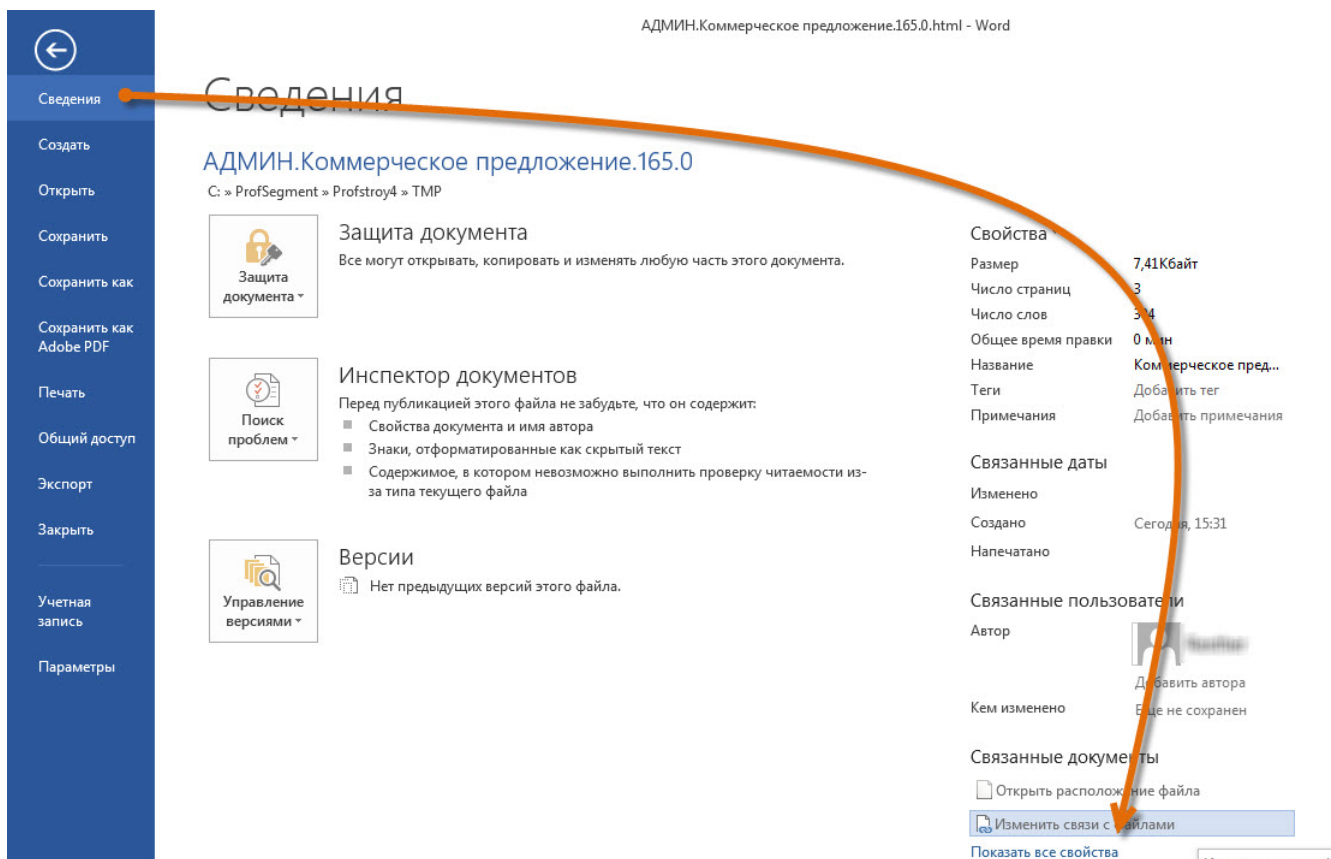 АДМИН.Коммерческое предложение.165.0.html - Word
Сведения
Создать
Открыть
Сохранить
Сохранить как
Сохранить как
Adobe PDF
Печать
Общий доступ
Экспорт
Закрыть
Учетная
запись
Параметры
Сведения
АДМИН.Коммерческое предложение.165.0
C: » ProfSegment » Profstroy4 » TMP
Защита
документа
Защита документа
Все могут открывать, копировать и изменять любую часть этого документа.
Поиск
проблем
Инспектор документов
Перед публикацией этого файла не забудьте, что он содержит:
Свойства документа и имя автора
Знаки, отформатированные как скрытый текст
Содержимое, в котором невозможно выполнить проверку читаемости из-
за типа текущего файла
Управление
версиями
Версии
Нет предыдущих версий этого файла.
Свойства
Размер 7,41Кбайт
Число страниц 3
Число слов
Общее время правки 0 мин
Название Коммерческое пред...
Теги Добавить тег
Примечания Добавить примечания
Связанные даты
Изменено
Создано Сегодня, 15:31
Напечатано
Связанные пользователи
Автор
Добавить автора
Кем изменено Еще не сохранен
Связанные документы
Открыть расположение файла
Изменить связи с файлами
Показать все свойства